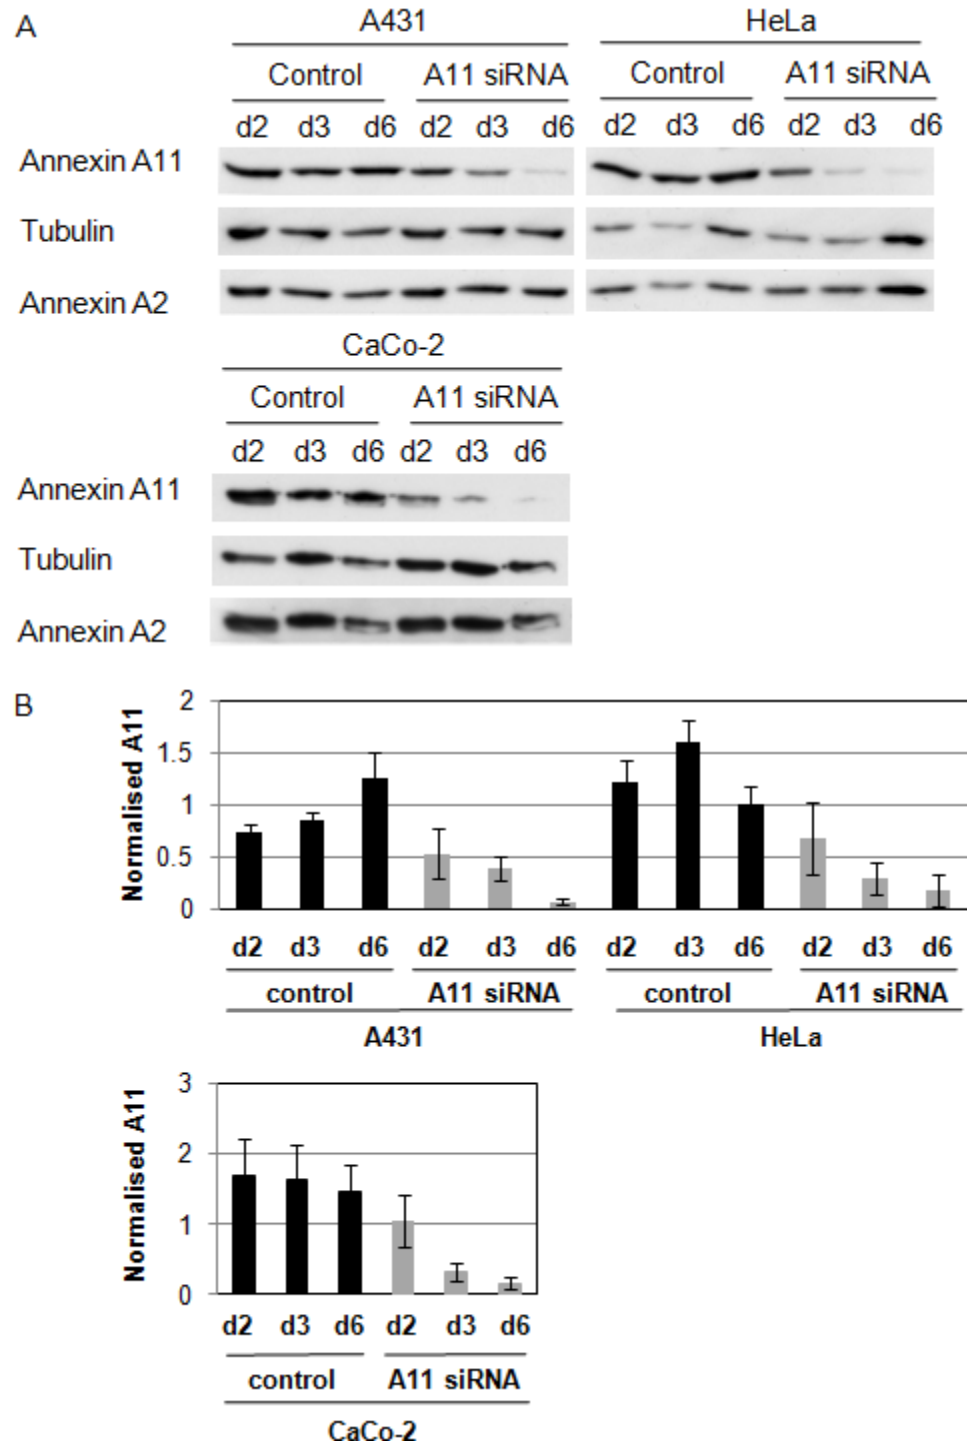 A
A431 HeLa
Control A11 siRNA Control A11 siRNA
d2 d3 d6 d2 d3 d6 d2 d3 d6 d2 d3 d6
Annexin A11
Tubulin
Annexin A2
CaCo-2
Control A11 siRNA
d2 d3 d6 d2 d3 d6
Annexin A11
Tubulin
Annexin A2
B
Normalised A11
2
1.5
1
0.5
0
d2 d3 d6 d2 d3 d6 d2 d3 d6 d2 d3 d6
control A11 siRNA control A11 siRNA
A431 HeLa
Normalised A11
3
2
1
0
d2 d3 d6 d2 d3 d6
control A11 siRNA
CaCo-2